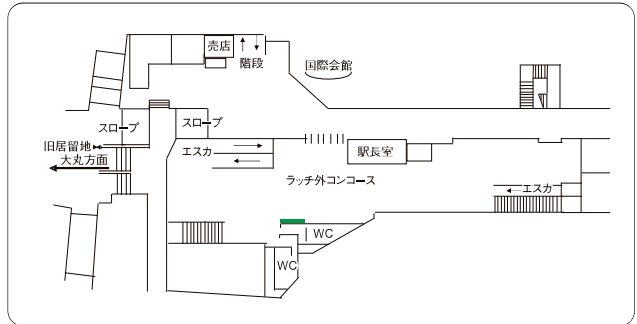 売店
階段
国際会館
スロープ
スロープ
旧居留地
大丸方面
エスカ
駅長室
ラッチ外コンコース
エスカ
WC
WC